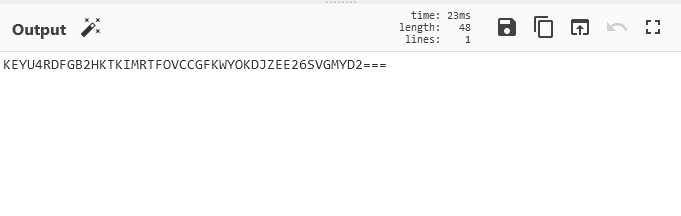 Output
time: 23ms
length: 48
lines: 1
KEYU4RDFGB2HKTKIMRTFOVCCGFKWYOKDJZEE26SVGMYD2===